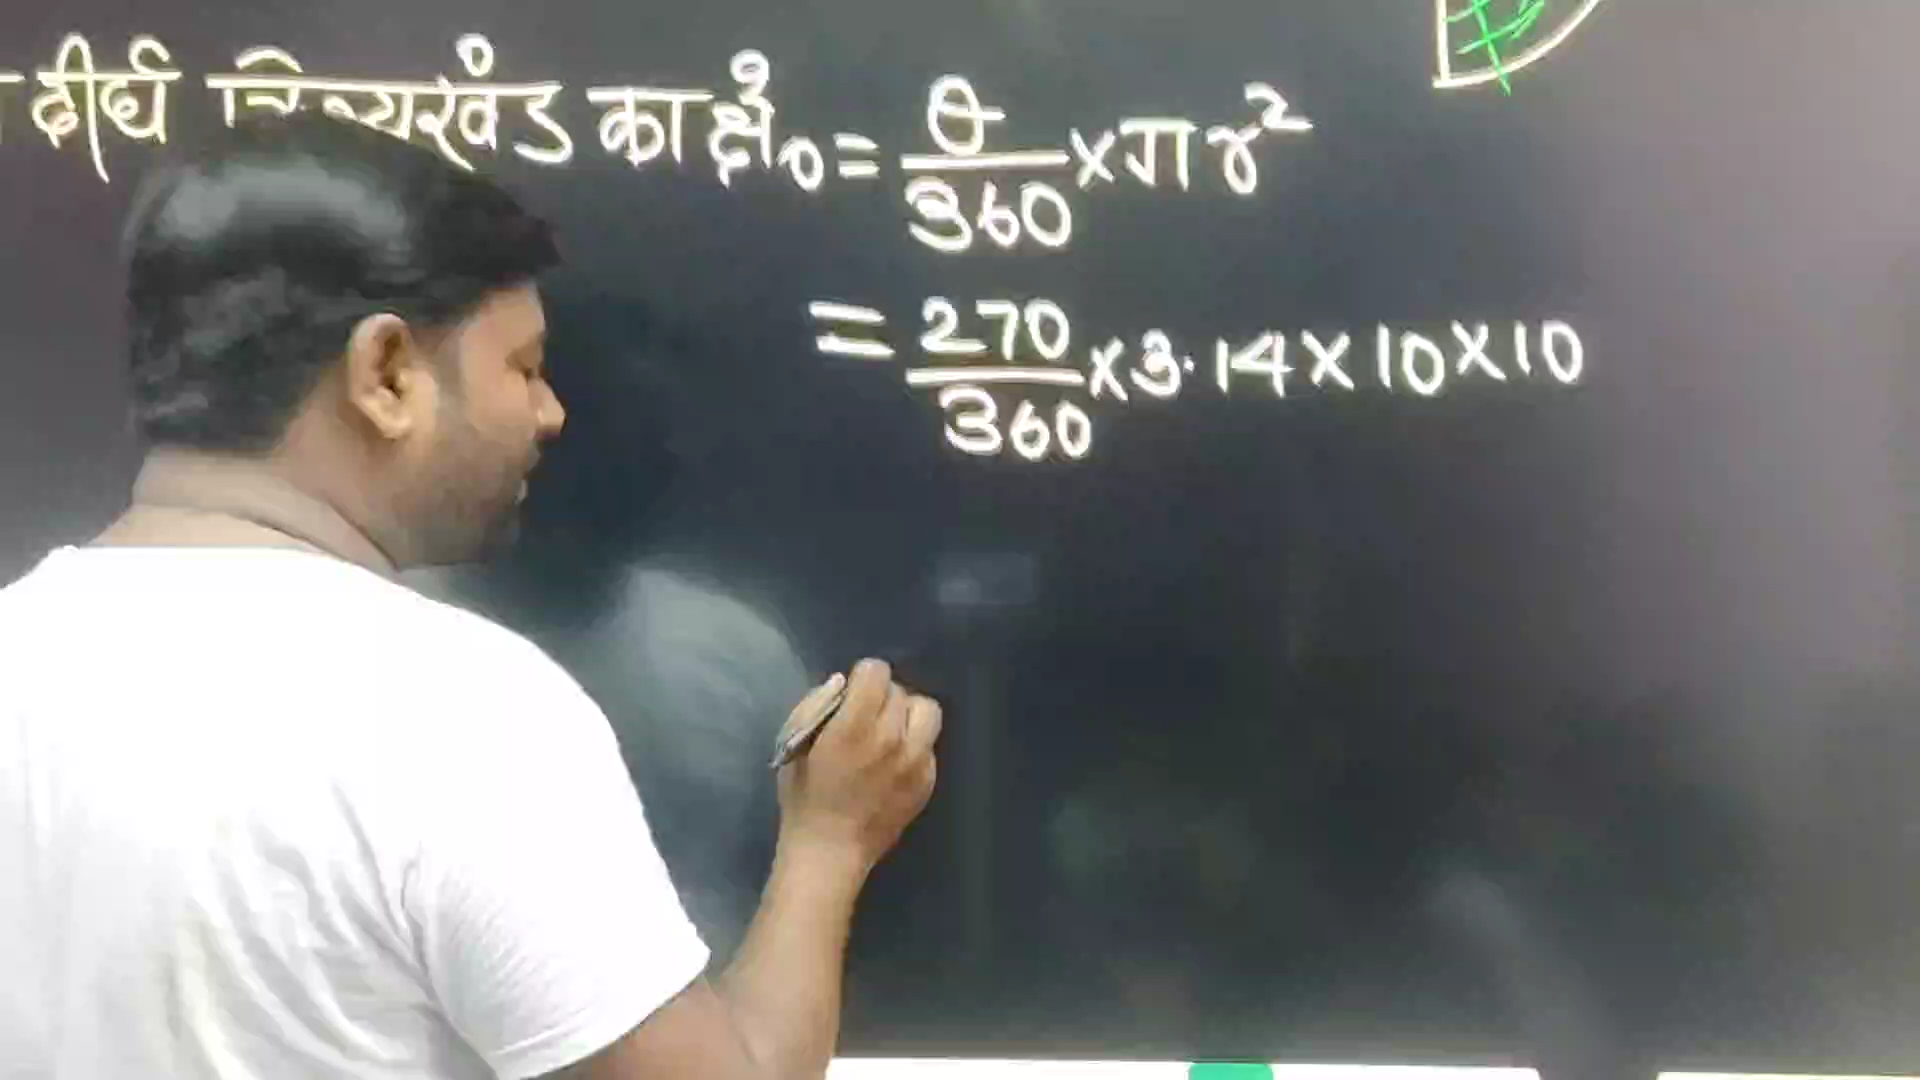 दीर्घ त्रिज्यखंड का क्षे० = θ/360 × π r²
= 270/360 × 3.14 × 10 × 10